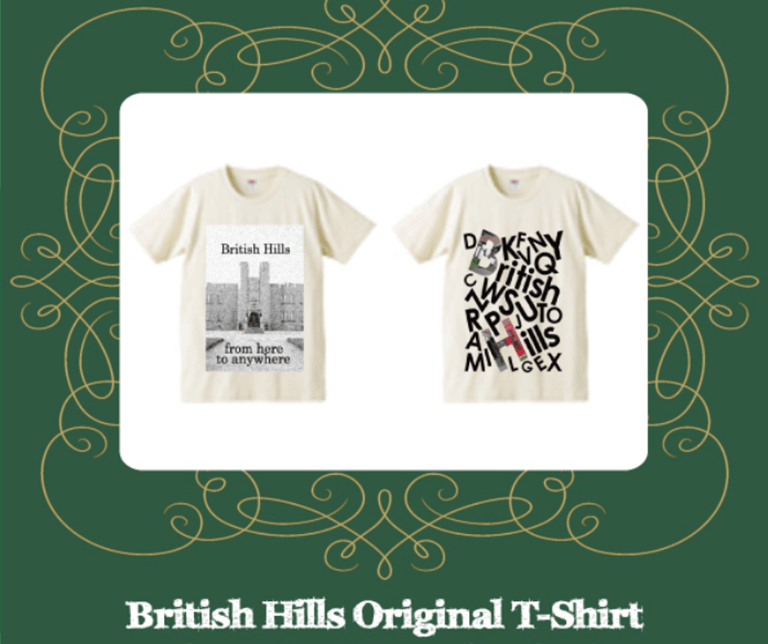 British Hills
from here
to anywhere
D B K F N Y
V Q
British
C Z W S J U T O
R P
A Hills
M I L G E X
British Hills Original T-Shirt